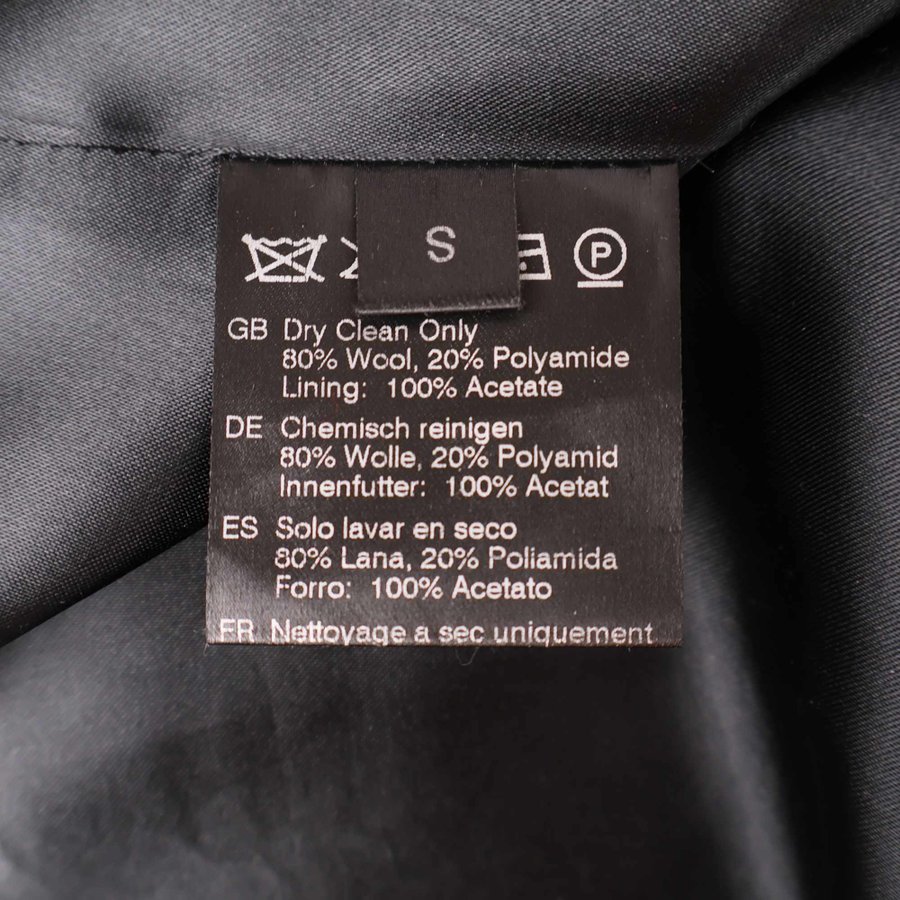 S
P
GB Dry Clean Only
80% Wool, 20% Polyamide
Lining: 100% Acetate
DE Chemisch reinigen
80% Wolle, 20% Polyamid
Innenfutter: 100% Acetat
ES Solo lavar en seco
80% Lana, 20% Poliamida
Forro: 100% Acetato
FR Nettoyage a sec uniquement